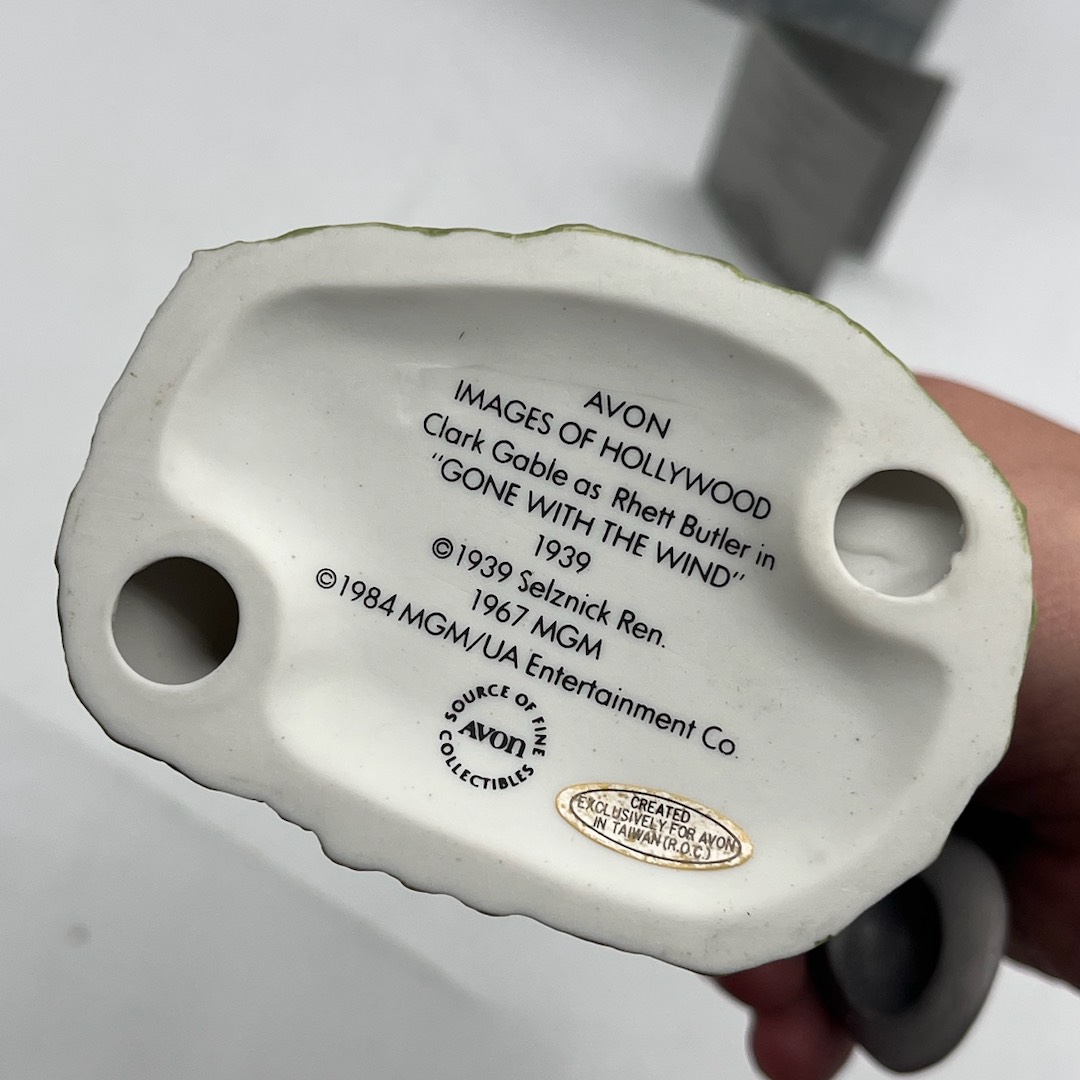 AVON
IMAGES OF HOLLYWOOD
Clark Gable as Rhett Butler in
"GONE WITH THE WIND"
1939
©1939 Selznick Ren.
1967 MGM
©1984 MGM/UA Entertainment Co.
SOURCE OF FINE
AVON
COLLECTIBLES
CREATED
EXCLUSIVELY FOR AVON
IN TAIWAN (R.O.C.)